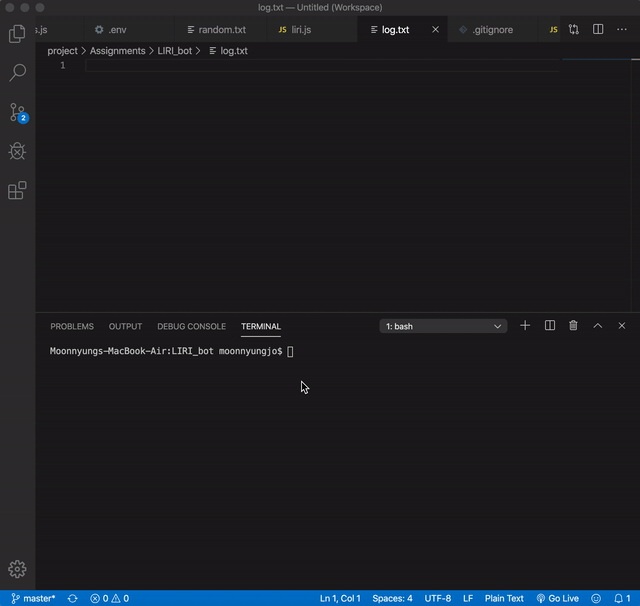 log.txt — Untitled (Workspace)
s.js .env random.txt JS liri.js log.txt .gitignore JS
project > Assignments > LIRI_bot > log.txt
1
2
PROBLEMS OUTPUT DEBUG CONSOLE TERMINAL 1: bash
Moonnyungs-MacBook-Air:LIRI_bot moonnyungjo$
master* 0 0 Ln 1, Col 1 Spaces: 4 UTF-8 LF Plain Text Go Live 1